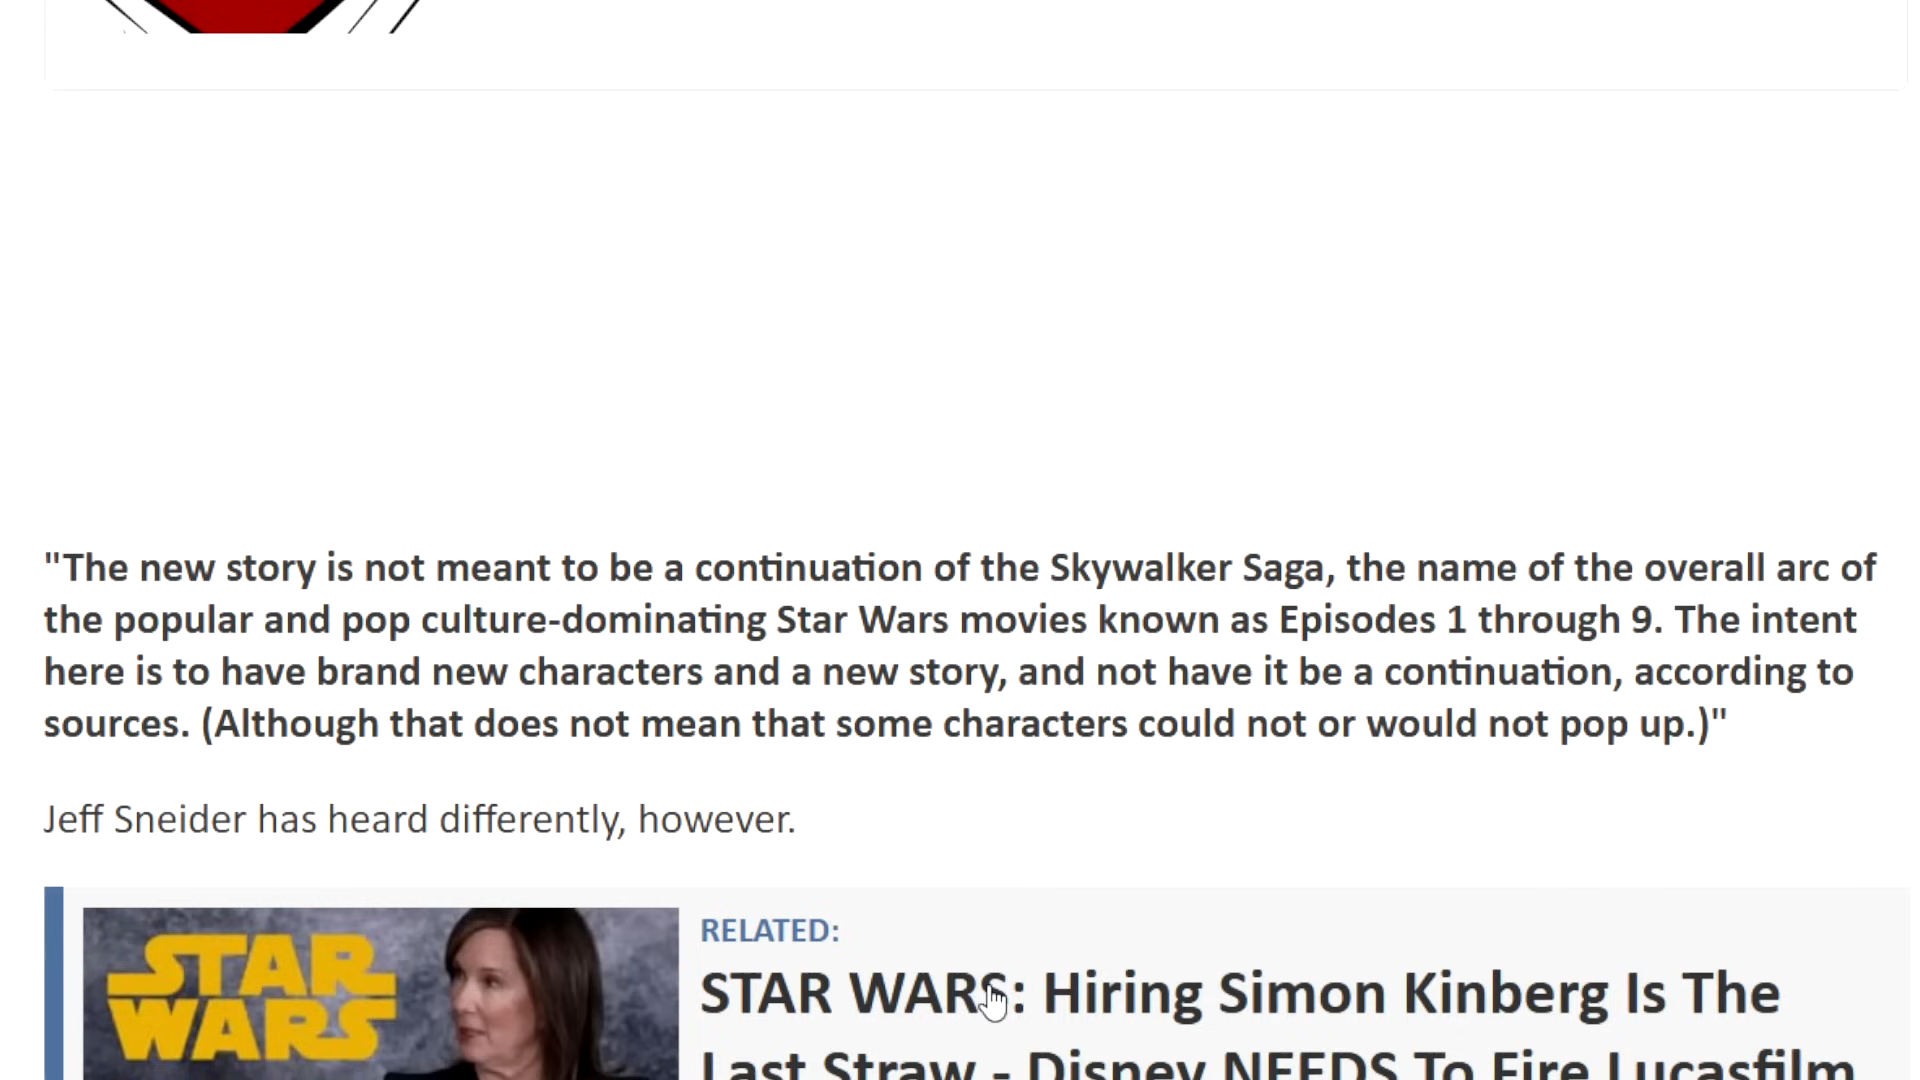 "The new story is not meant to be a continuation of the Skywalker Saga, the name of the overall arc of
the popular and pop culture-dominating Star Wars movies known as Episodes 1 through 9. The intent
here is to have brand new characters and a new story, and not have it be a continuation, according to
sources. (Although that does not mean that some characters could not or would not pop up.)"
Jeff Sneider has heard differently, however.
STAR
WARS
RELATED:
STAR WARS: Hiring Simon Kinberg Is The
Last Straw - Disney NEEDS To Fire Lucasfilm